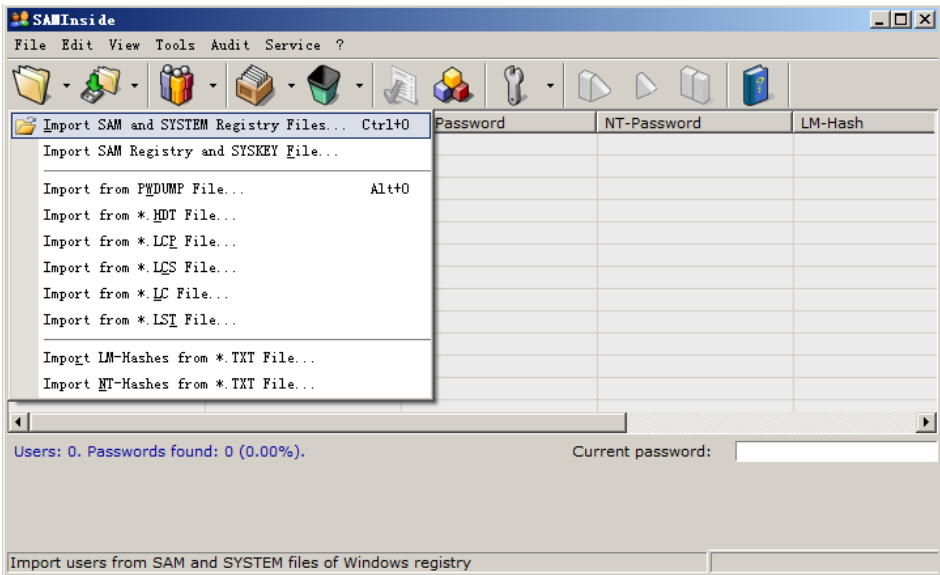 SAMInside
File Edit View Tools Audit Service ?
Password NT-Password LM-Hash
Import SAM and SYSTEM Registry Files... Ctrl+O
Import SAM Registry and SYSKEY File...
Import from PWDUMP File... Alt+O
Import from *.HDT File...
Import from *.LCP File...
Import from *.LCS File...
Import from *.LC File...
Import from *.LST File...
Import LM-Hashes from *.TXT File...
Import NT-Hashes from *.TXT File...
Users: 0. Passwords found: 0 (0.00%). Current password:
Import users from SAM and SYSTEM files of Windows registry